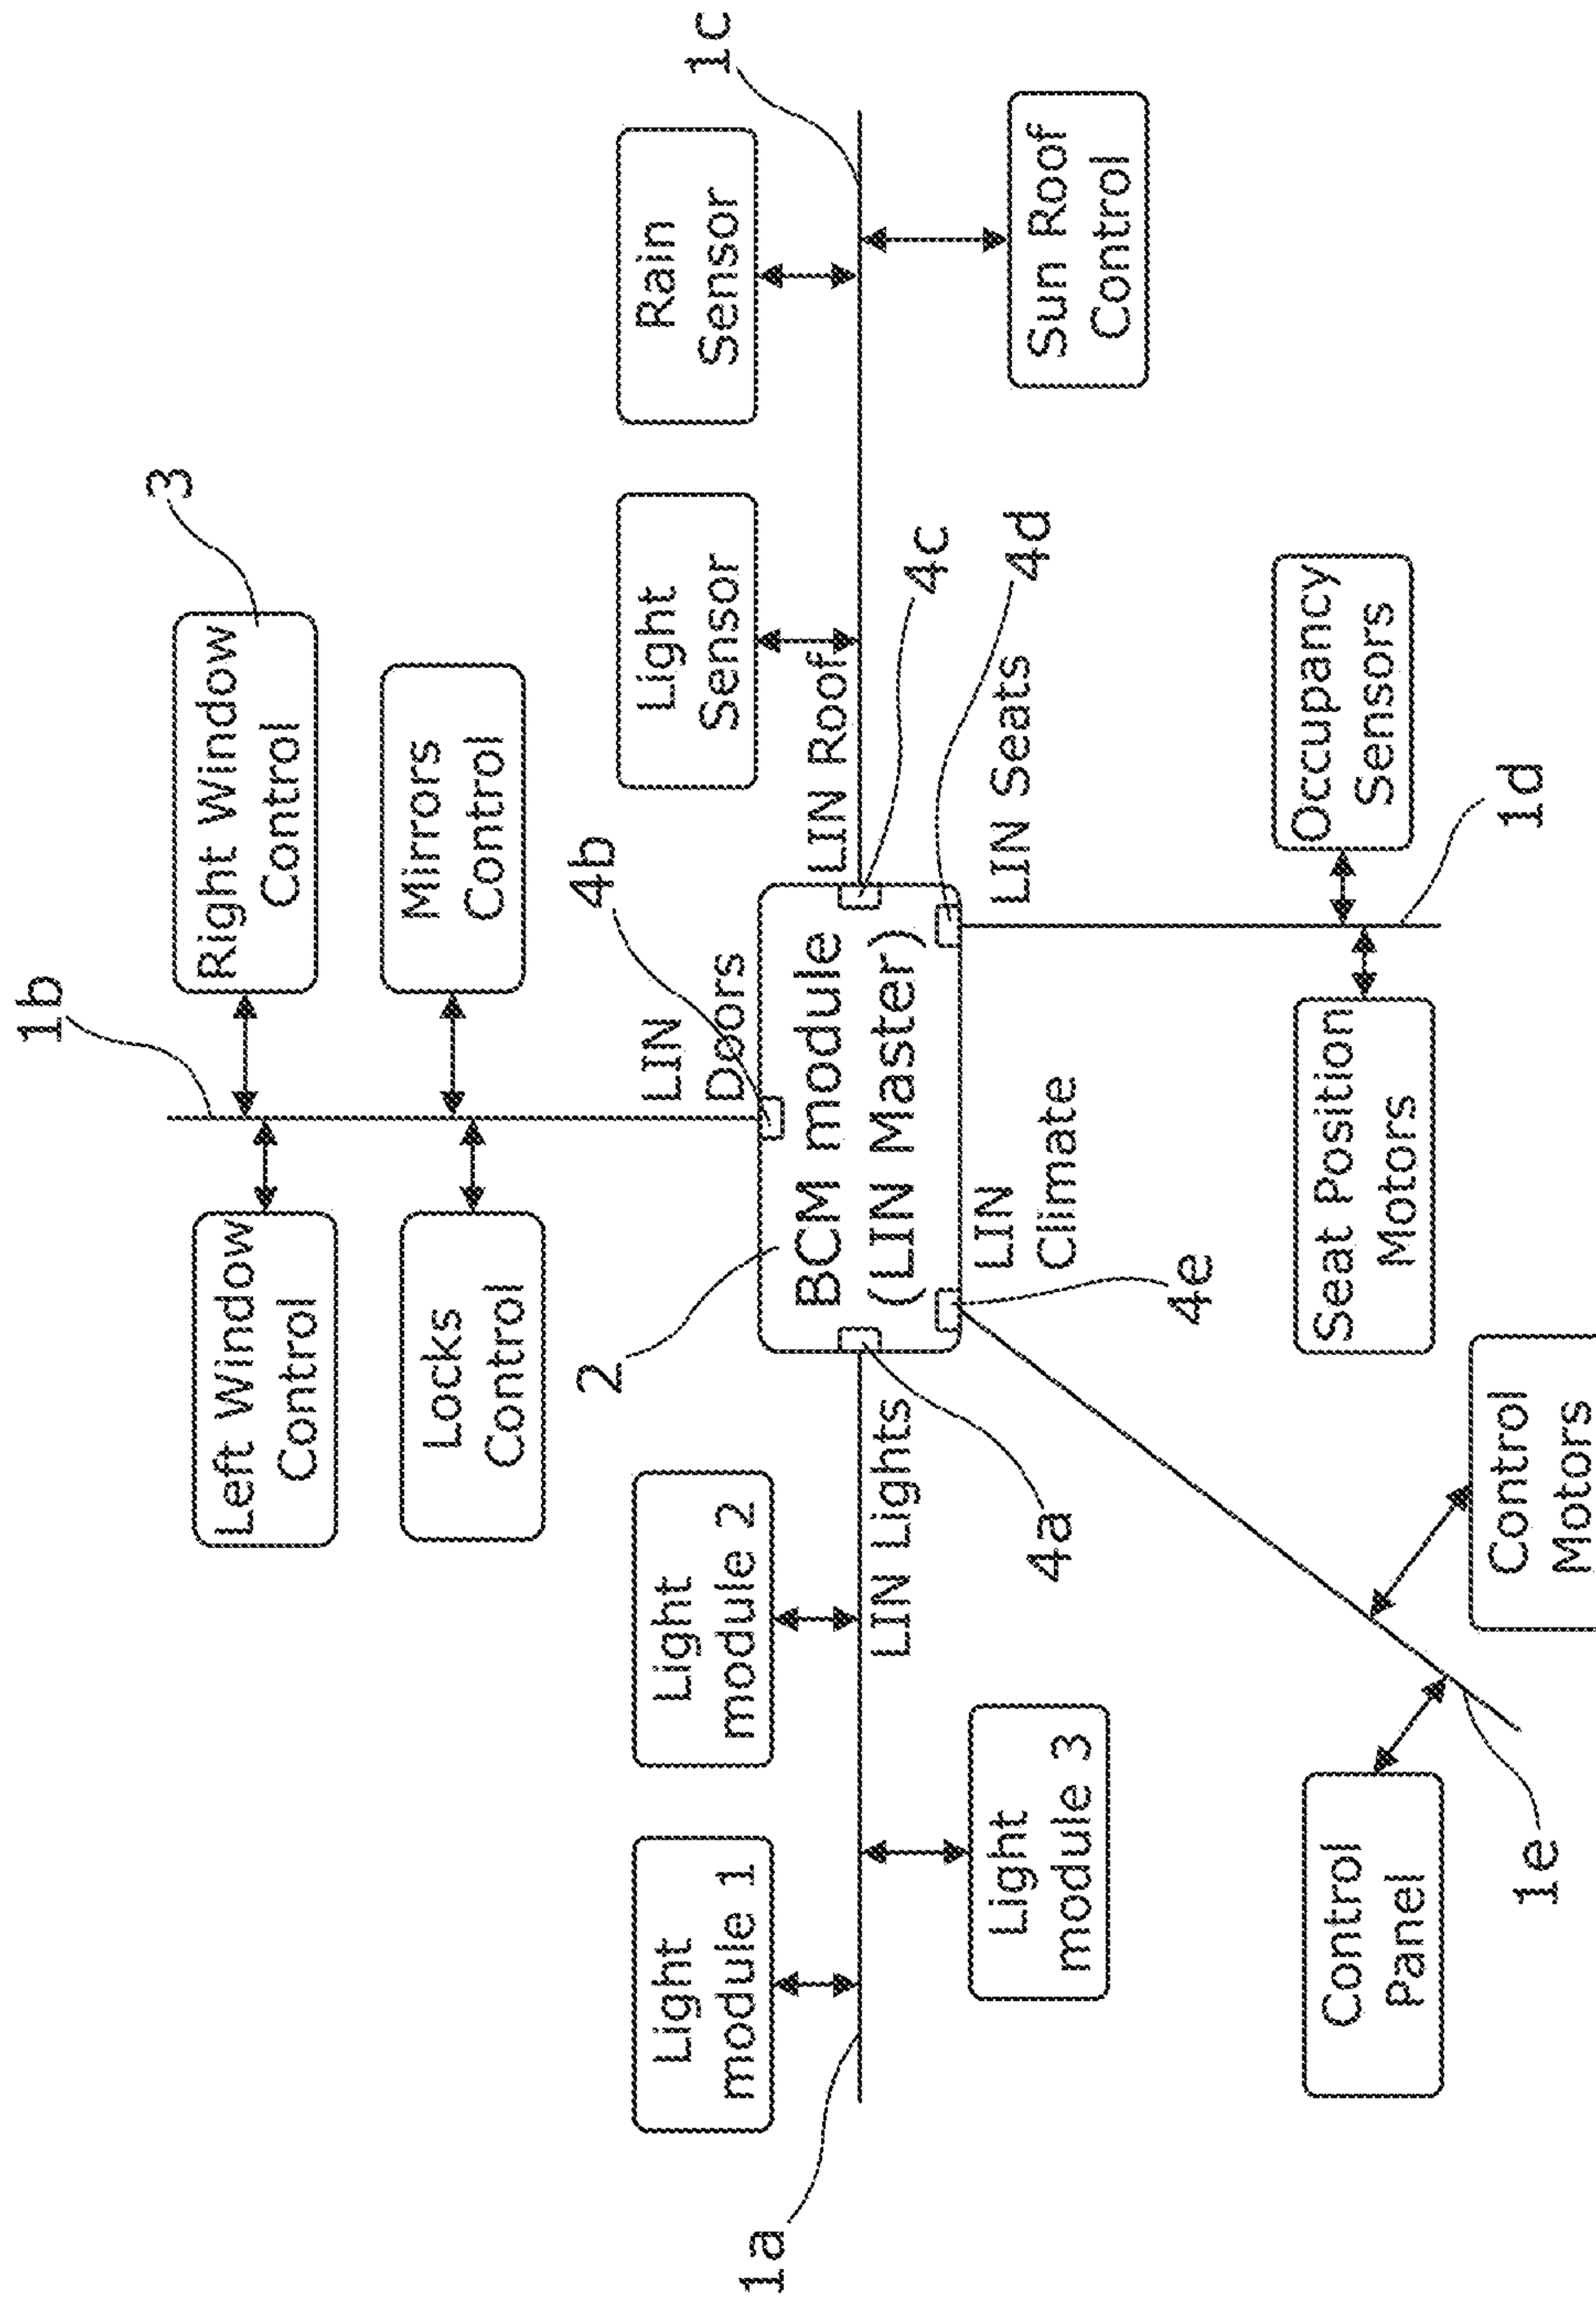 1b
3
Left Window
Control
Right Window
Control
Locks
Control
Mirrors
Control
2
LIN
Doors
4b
1a
Light
module 1
Light
module 2
Light
Sensor
Rain
Sensor
1c
BCM module
(LIN Master)
LIN Roof
LIN Lights
4c
Light
module 3
4a
LIN
Climate
LIN Seats
4d
Sun Roof
Control
4e
Control
Panel
Seat Position
Motors
Occupancy
Sensors
Control
Motors
1e
1d